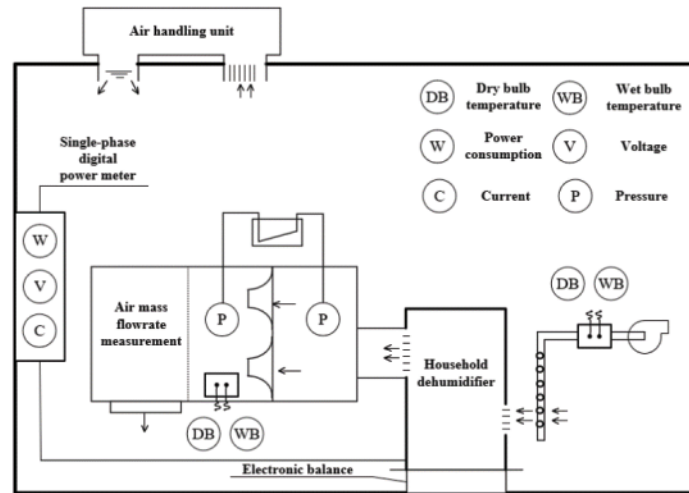 Air handling unit
DB
Dry bulb
temperature
WB
Wet bulb
temperature
W
Power
consumption
V
Voltage
C
Current
P
Pressure
Single-phase
digital
power meter
W
V
C
Air mass
flowrate
measurement
P
P
DB
WB
Household
dehumidifier
DB
WB
Electronic balance